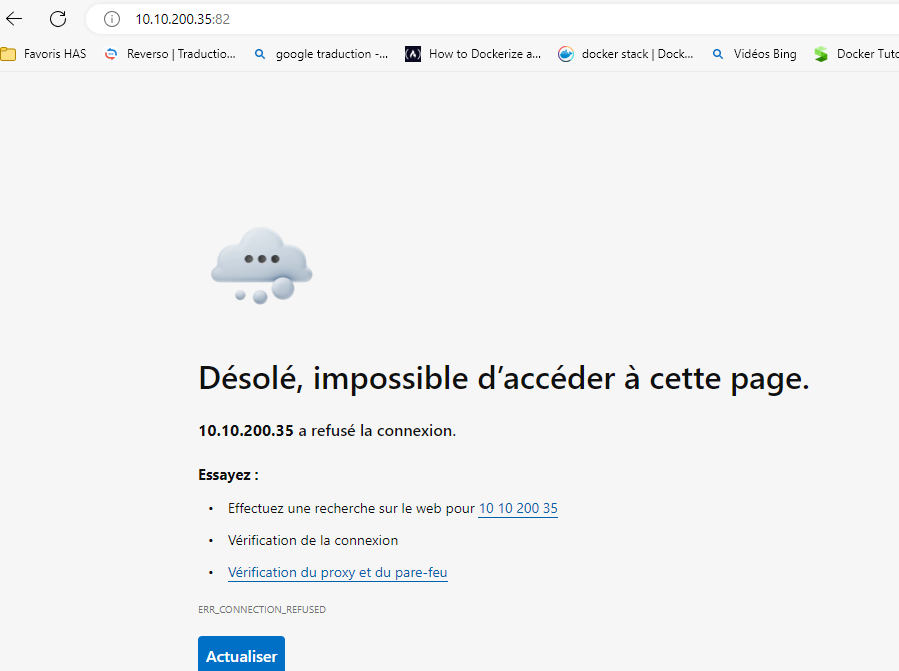 10.10.200.35:82
Favoris HAS Reverso | Traductio... google traduction -... How to Dockerize a... docker stack | Dock... Vidéos Bing Docker Tuto
Désolé, impossible d’accéder à cette page.
10.10.200.35 a refusé la connexion.
Essayez :
• Effectuez une recherche sur le web pour 10 10 200 35
• Vérification de la connexion
• Vérification du proxy et du pare-feu
ERR_CONNECTION_REFUSED
Actualiser